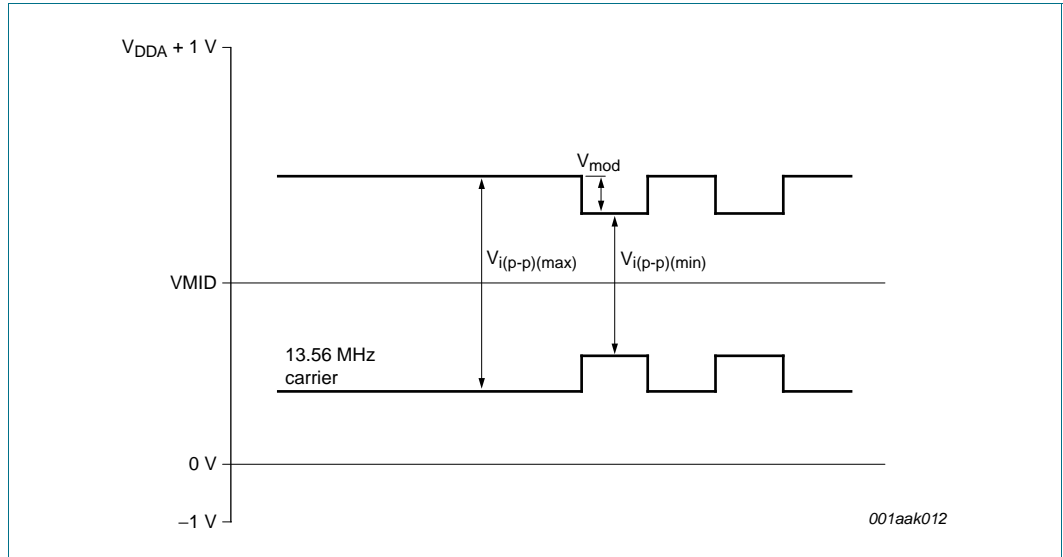 VDDA + 1 V
Vmod
Vi(p-p)(max)
Vi(p-p)(min)
VMID
13.56 MHz
carrier
0 V
−1 V
001aak012